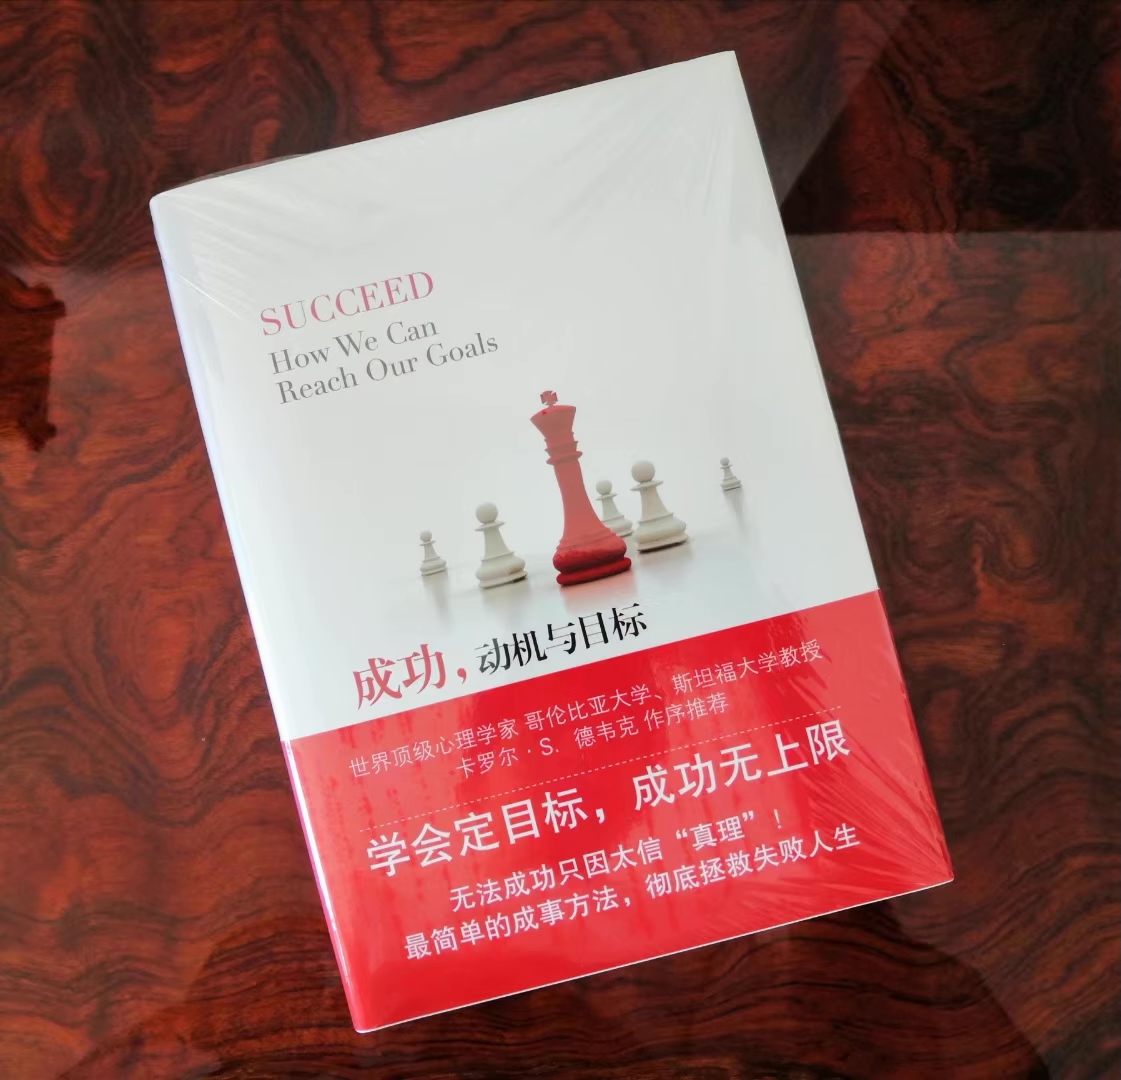 SUCCEED
How We Can
Reach Our Goals
成功，动机与目标
世界顶级心理学家 哥伦比亚大学、斯坦福大学教授
卡罗尔·S. 德韦克 作序推荐
学会定目标，成功无上限
无法成功只因太信“真理”！
最简单的成事方法，彻底拯救失败人生